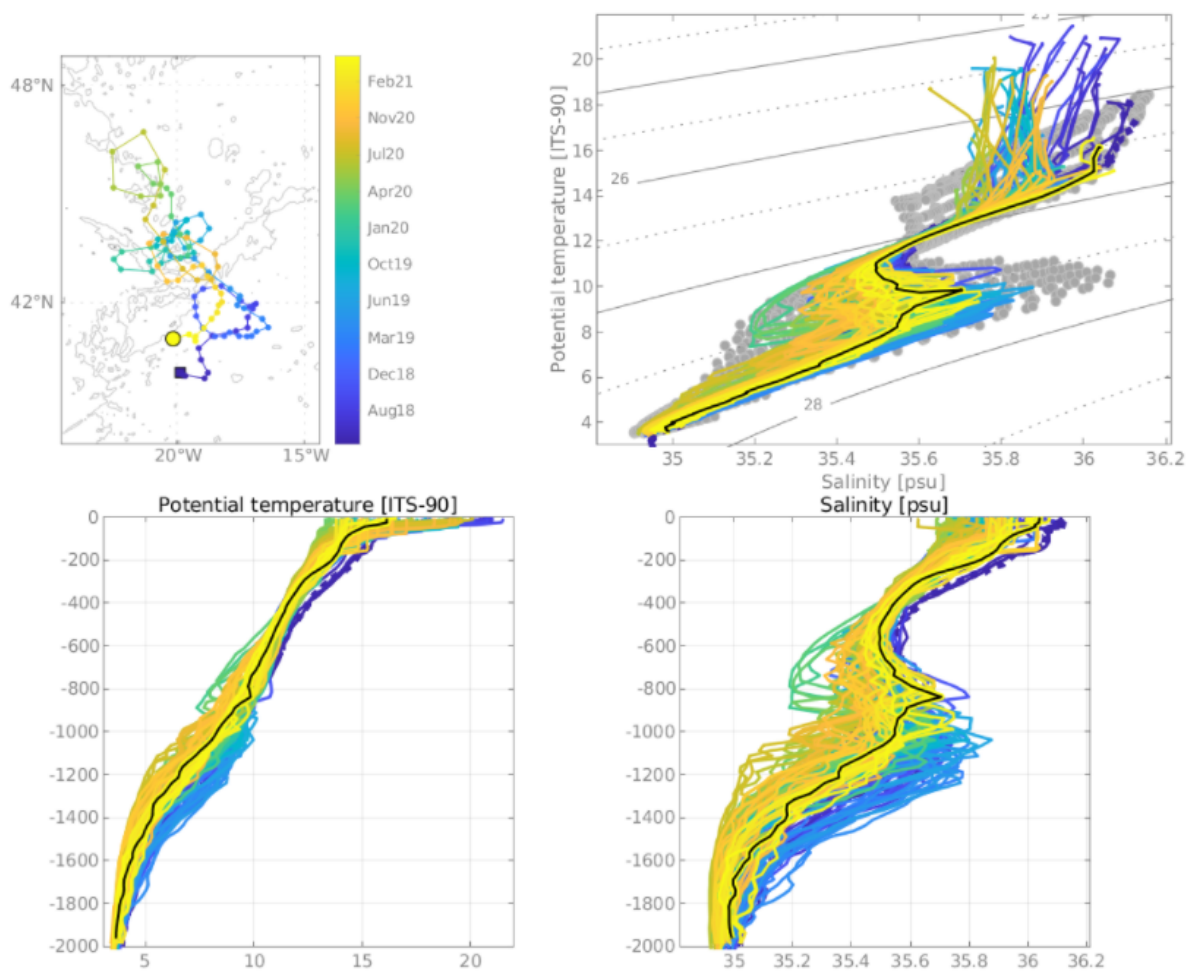 48°N
42°N
20°W
15°W
Feb21
Nov20
Jul20
Apr20
Jan20
Oct19
Jun19
Mar19
Dec18
Aug18
Potential temperature [ITS-90]
20
18
16
14
12
10
8
6
4
26
28
35
35.2
35.4
35.6
35.8
36
36.2
Salinity [psu]
Potential temperature [ITS-90]
0
-200
-400
-600
-800
-1000
-1200
-1400
-1600
-1800
-2000
5
10
15
20
Salinity [psu]
0
-200
-400
-600
-800
-1000
-1200
-1400
-1600
-1800
-2000
35
35.2
35.4
35.6
35.8
36
36.2